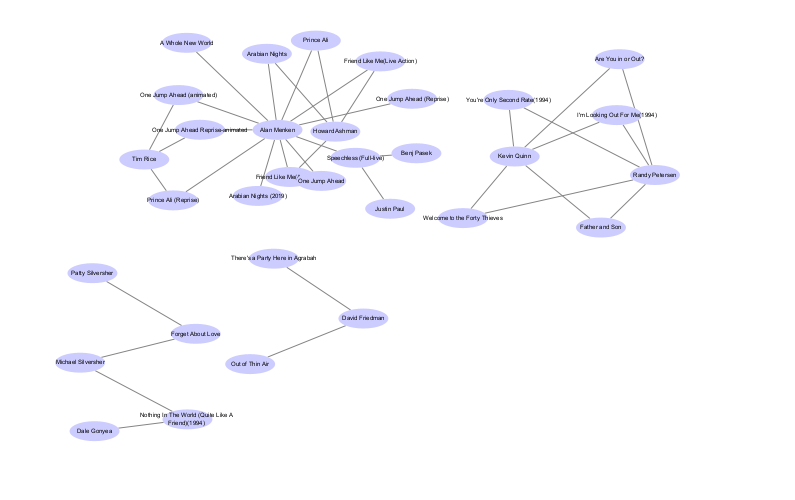 A Whole New World
Prince Ali
Arabian Nights
Friend Like Me(Live Action)
Are You in or Out?
One Jump Ahead (animated)
One Jump Ahead (Reprise)
You're Only Second Rate(1994)
I'm Looking Out For Me(1994)
One Jump Ahead Reprise-animated
Alan Menken
Howard Ashman
Tim Rice
Speechless (Full-live)
Benj Pasek
Kevin Quinn
Friend Like Me
One Jump Ahead
Randy Petersen
Prince Ali (Reprise)
Arabian Nights (2019)
Justin Paul
Welcome to the Forty Thieves
Father and Son
There's a Party Here in Agrabah
Patty Silversher
David Friedman
Forget About Love
Michael Silversher
Out of Thin Air
Nothing In The World (Quite Like A
Friend)(1994)
Dale Gonyea